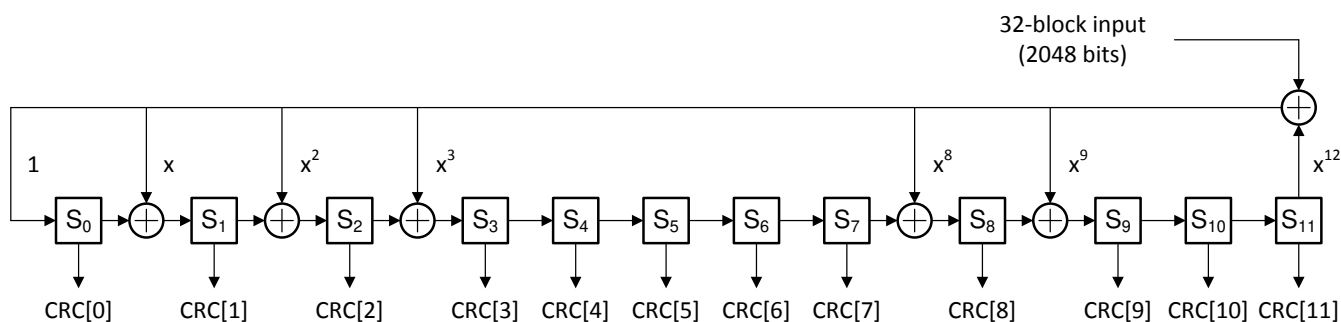 32-block input
(2048 bits)
1
x
x²
x³
x⁸
x⁹
x¹²
S₀
S₁
S₂
S₃
S₄
S₅
S₆
S₇
S₈
S₉
S₁₀
S₁₁
CRC[0]
CRC[1]
CRC[2]
CRC[3]
CRC[4]
CRC[5]
CRC[6]
CRC[7]
CRC[8]
CRC[9]
CRC[10]
CRC[11]